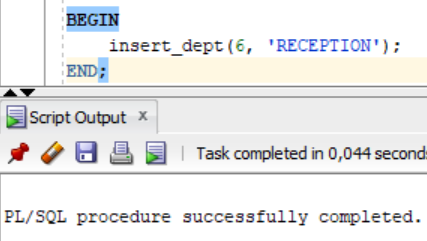 BEGIN
insert_dept(6, 'RECEPTION');
END;
Script Output x
Task completed in 0,044 seconds
PL/SQL procedure successfully completed.